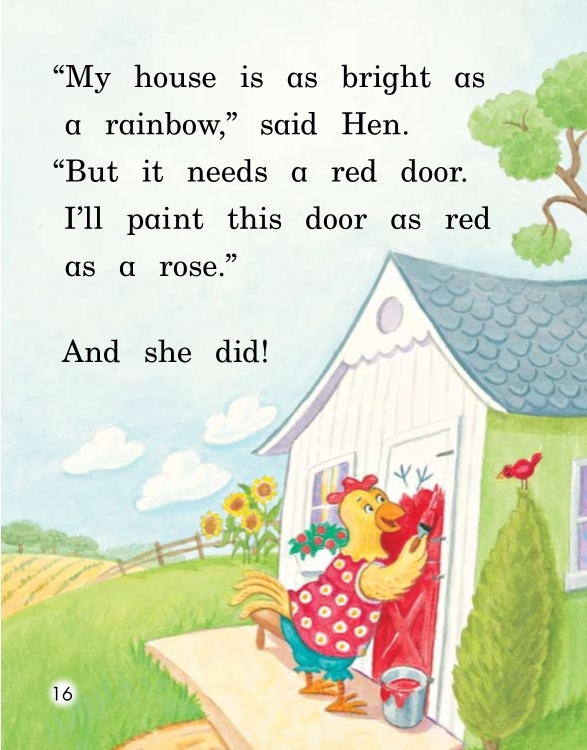 “My house is as bright as
a rainbow,” said Hen.
“But it needs a red door.
I’ll paint this door as red
as a rose.”
And she did!
16